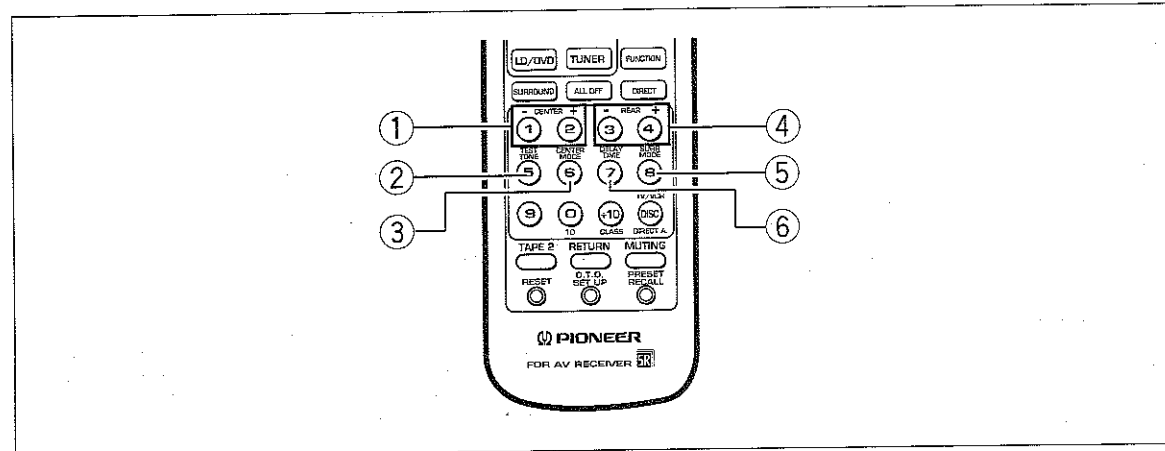 LD/DVD TUNER FUNCTION
SURROUND ALL OFF DIRECT
- CENTER + - REAR +
1 1 2 3 4 4
TEST TONE CENTER MODE DELAY TIME SURR MODE
2 5 6 7 8 5
TV/VCR
3 9 0 +10 DISC 6
10 CLASS DIRECT A.
TAPE 2 RETURN MUTING
RESET D.T.O. SET UP PRESET RECALL
PIONEER
FOR AV RECEIVER SR